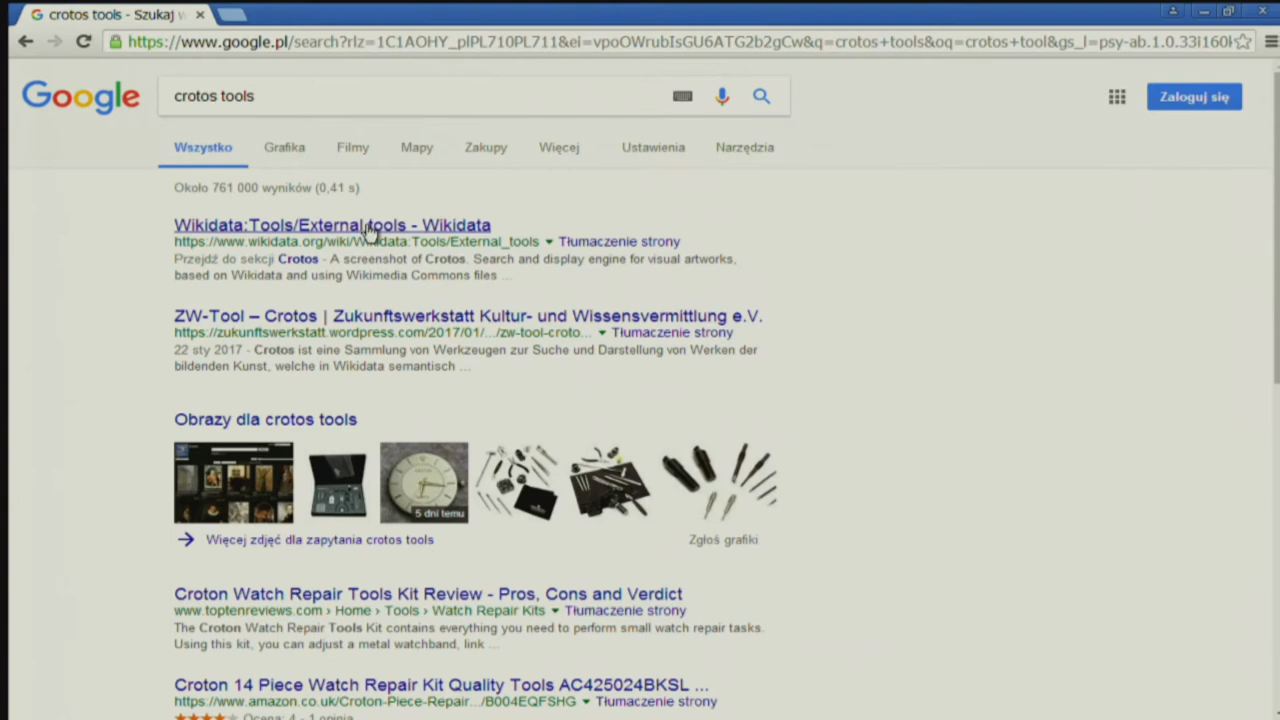 crotos tools - Szukaj w
https://www.google.pl/search?rlz=1C1AOHY_plPL710PL711&ei=vpoOWrubIsGU6ATG2b2gCw&q=crotos+tools&oq=crotos+tool&gs_l=psy-ab.1.0.33i160k
Google
crotos tools
Zaloguj się
Wszystko Grafika Filmy Mapy Zakupy Więcej Ustawienia Narzędzia
Około 761 000 wyników (0,41 s)
Wikidata:Tools/External tools - Wikidata
https://www.wikidata.org/wiki/Wikidata:Tools/External_tools Tłumaczenie strony
Przejdź do sekcji Crotos - A screenshot of Crotos. Search and display engine for visual artworks,
based on Wikidata and using Wikimedia Commons files ...
ZW-Tool – Crotos | Zukunftswerkstatt Kultur- und Wissensvermittlung e.V.
https://zukunftswerkstatt.wordpress.com/2017/01/.../zw-tool-croto... Tłumaczenie strony
22 sty 2017 - Crotos ist eine Sammlung von Werkzeugen zur Suche und Darstellung von Werken der
bildenden Kunst, welche in Wikidata semantisch ...
Obrazy dla crotos tools
5 dni temu
Więcej zdjęć dla zapytania crotos tools
Zgłoś grafiki
Croton Watch Repair Tools Kit Review - Pros, Cons and Verdict
www.toptenreviews.com › Home › Tools › Watch Repair Kits Tłumaczenie strony
The Croton Watch Repair Tools Kit contains everything you need to perform small watch repair tasks.
Using this kit, you can adjust a metal watchband, link ...
Croton 14 Piece Watch Repair Kit Quality Tools AC425024BKSL ...
https://www.amazon.co.uk/Croton-Piece-Repair.../B004EQFSHG Tłumaczenie strony
Ocena: 4 - 1 opinia